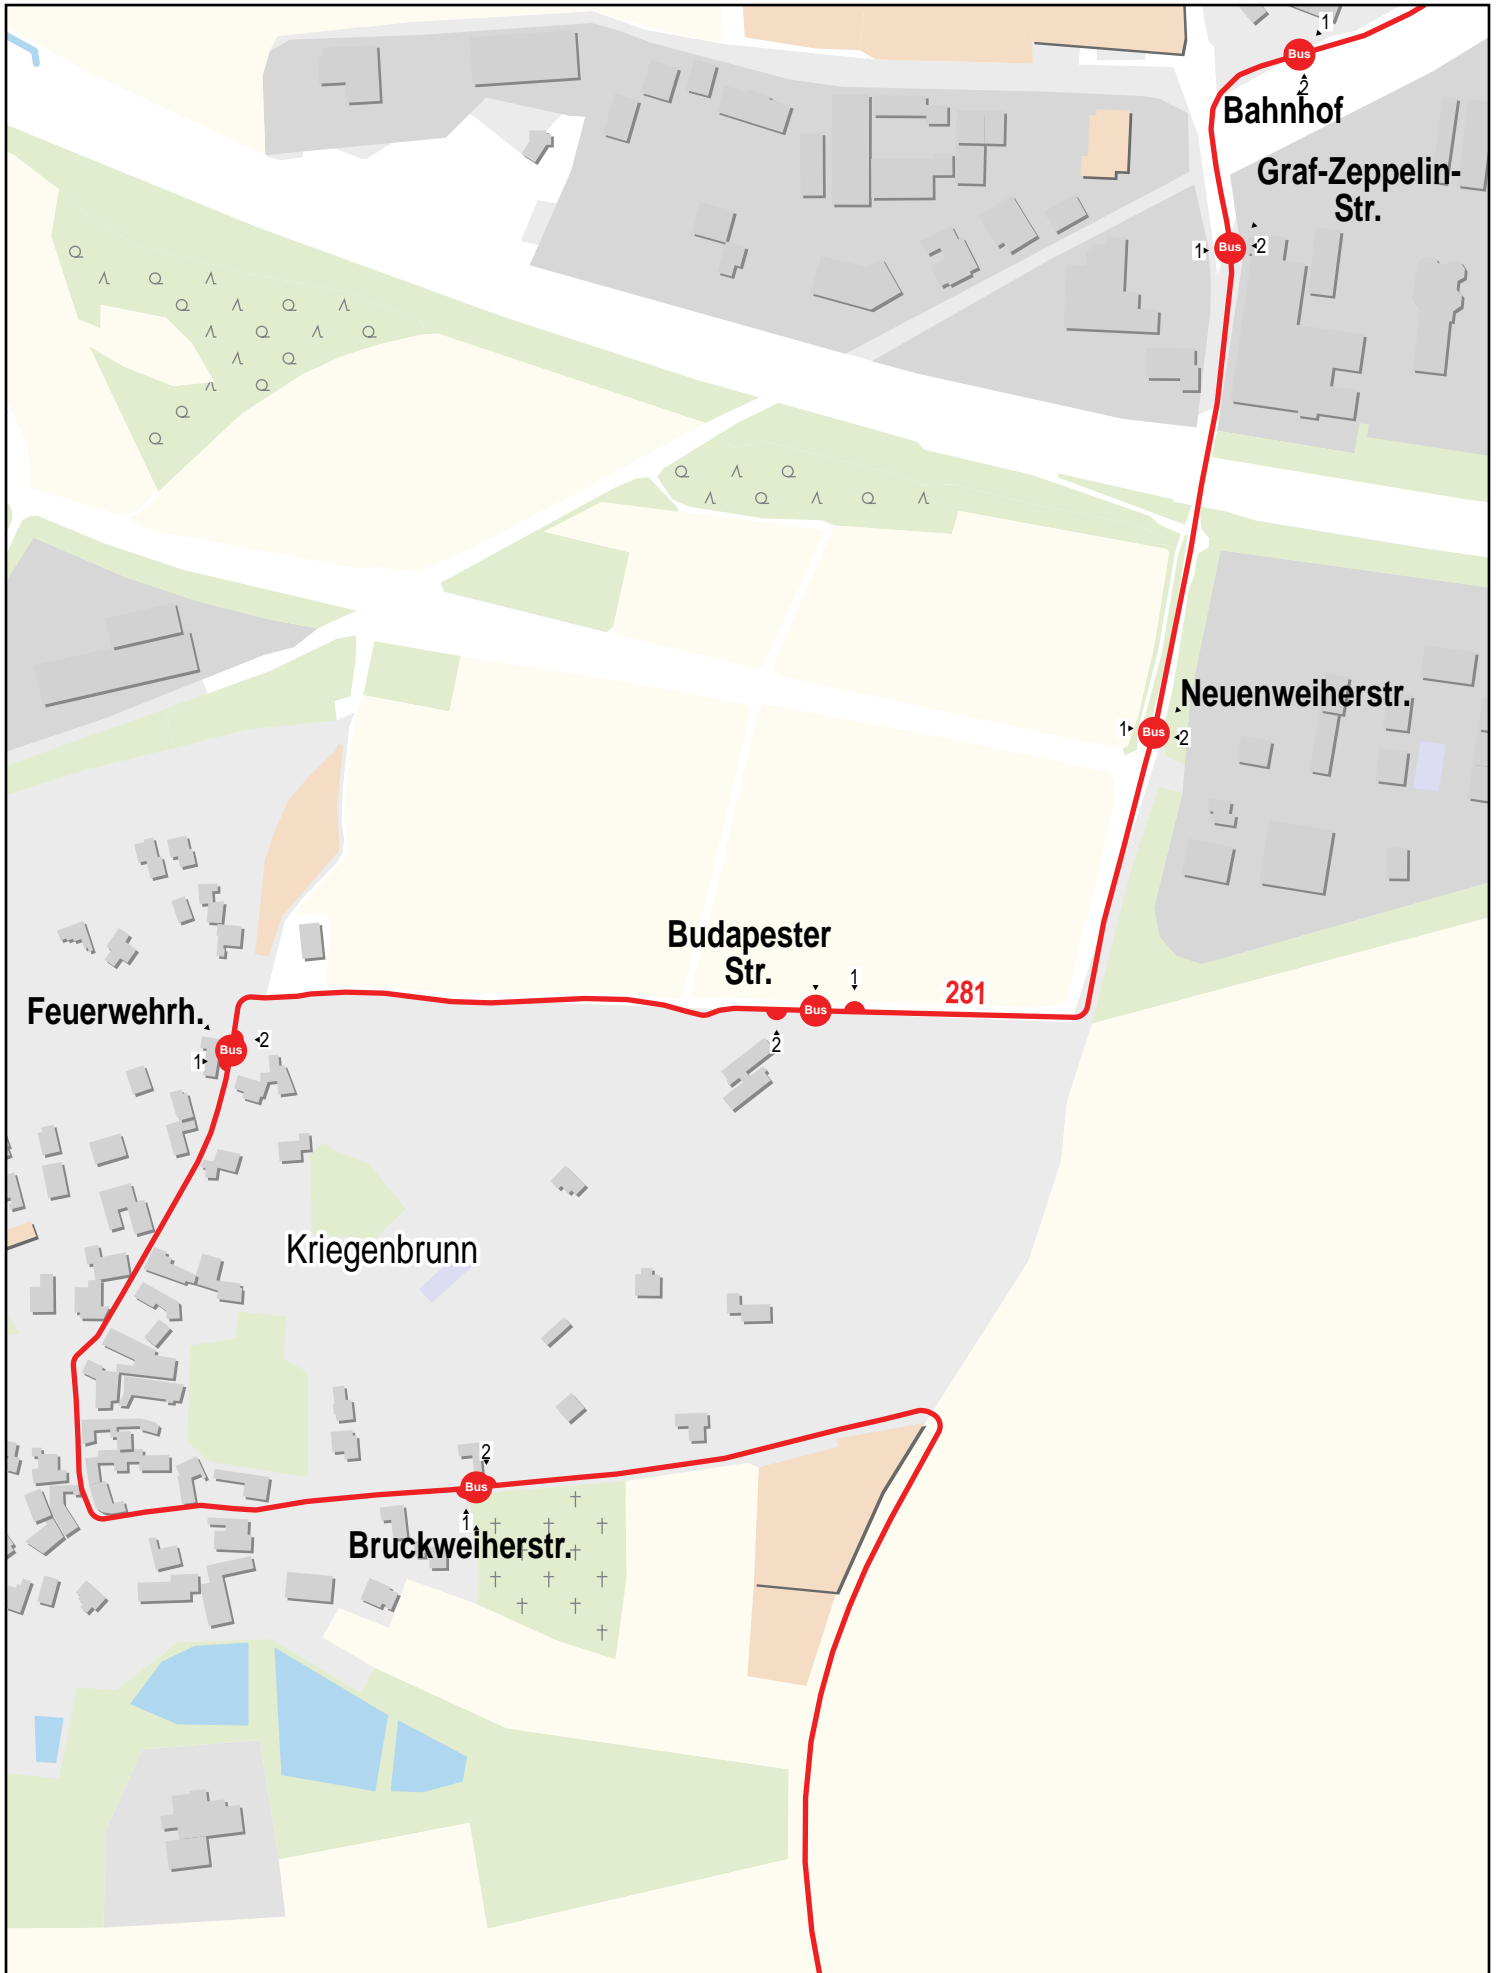 1
Bus
2
Bahnhof
Graf-Zeppelin-
Str.
1 Bus 2
Neuenweiherstr.
1 Bus 2
Budapester
Str.
1
281
Bus
2
Feuerwehrh.
2
Bus
1
Kriegenbrunn
2
Bus
1
Bruckweiherstr.